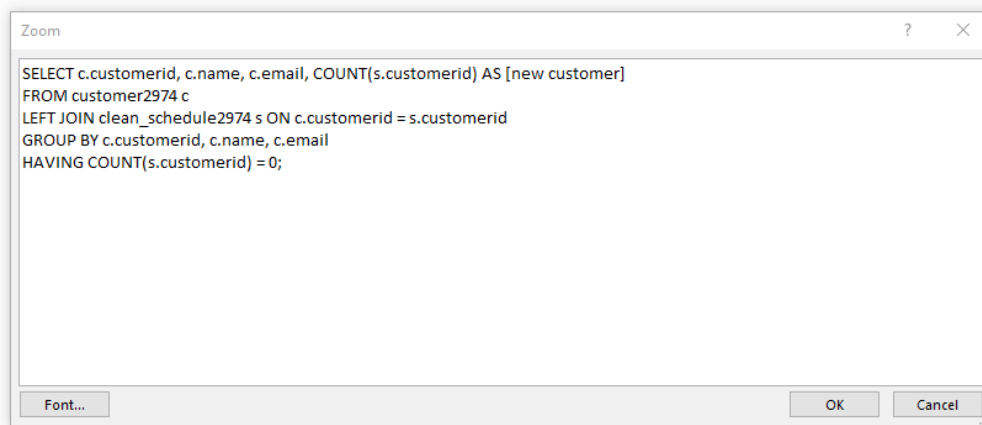 Zoom
SELECT c.customerid, c.name, c.email, COUNT(s.customerid) AS [new customer]
FROM customer2974 c
LEFT JOIN clean_schedule2974 s ON c.customerid = s.customerid
GROUP BY c.customerid, c.name, c.email
HAVING COUNT(s.customerid) = 0;
Font... OK Cancel